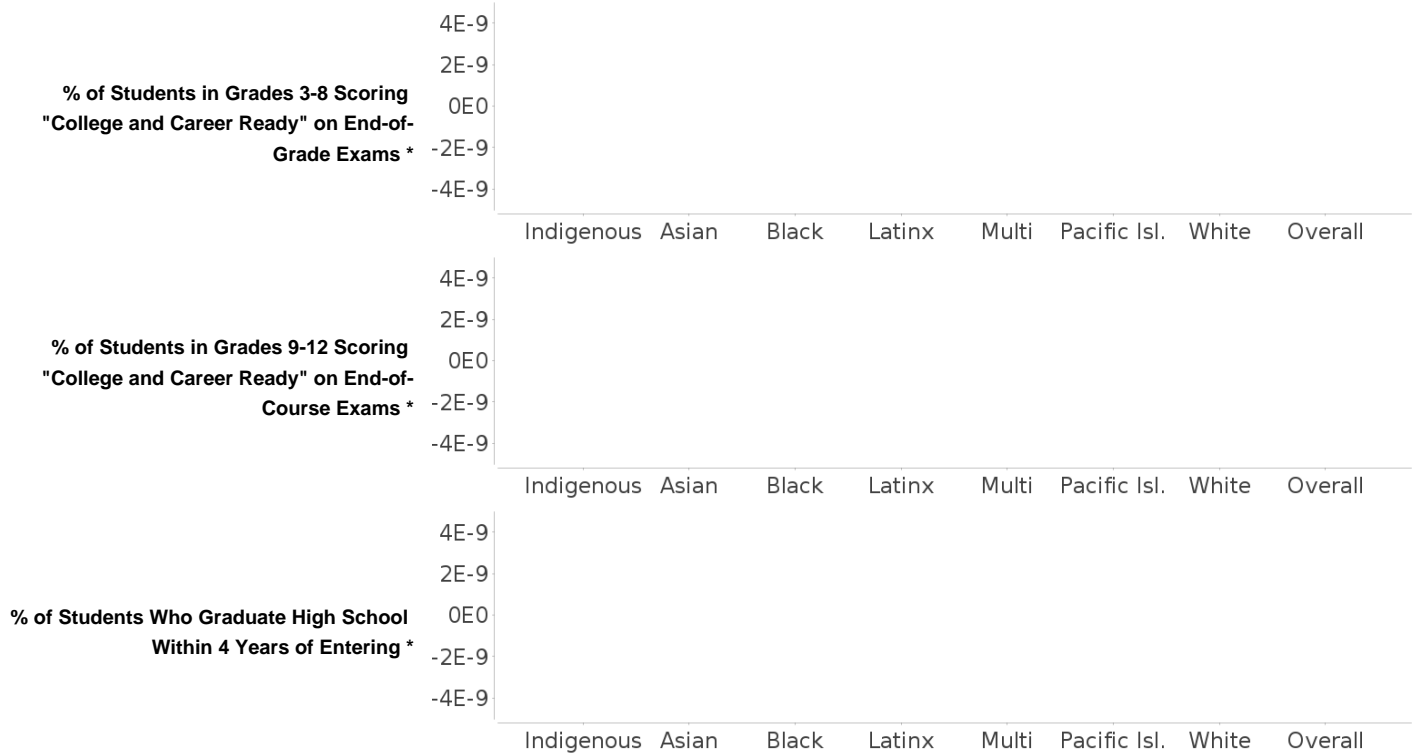 4E-9
2E-9
0E0
-2E-9
-4E-9
% of Students in Grades 3-8 Scoring
"College and Career Ready" on End-of-
Grade Exams *
Indigenous Asian Black Latinx Multi Pacific Isl. White Overall
4E-9
2E-9
0E0
-2E-9
-4E-9
% of Students in Grades 9-12 Scoring
"College and Career Ready" on End-of-
Course Exams *
Indigenous Asian Black Latinx Multi Pacific Isl. White Overall
4E-9
2E-9
0E0
-2E-9
-4E-9
% of Students Who Graduate High School
Within 4 Years of Entering *
Indigenous Asian Black Latinx Multi Pacific Isl. White Overall